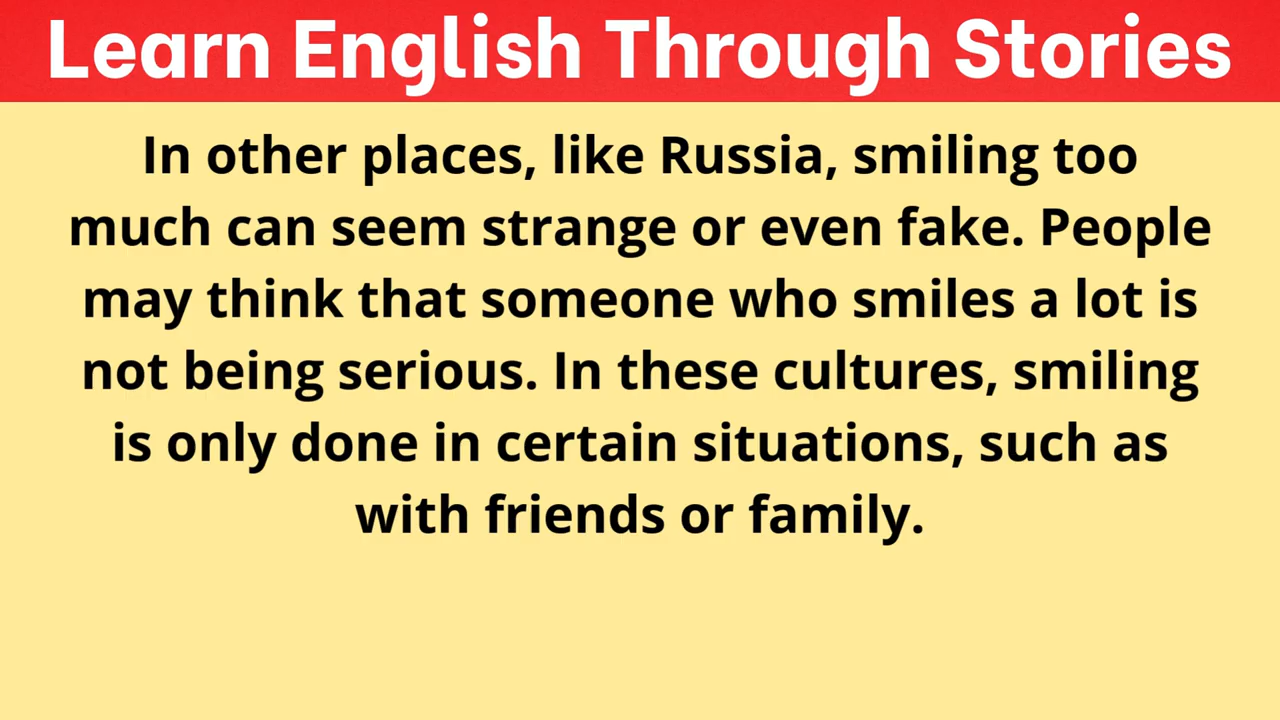 Learn English Through Stories
In other places, like Russia, smiling too
much can seem strange or even fake. People
may think that someone who smiles a lot is
not being serious. In these cultures, smiling
is only done in certain situations, such as
with friends or family.